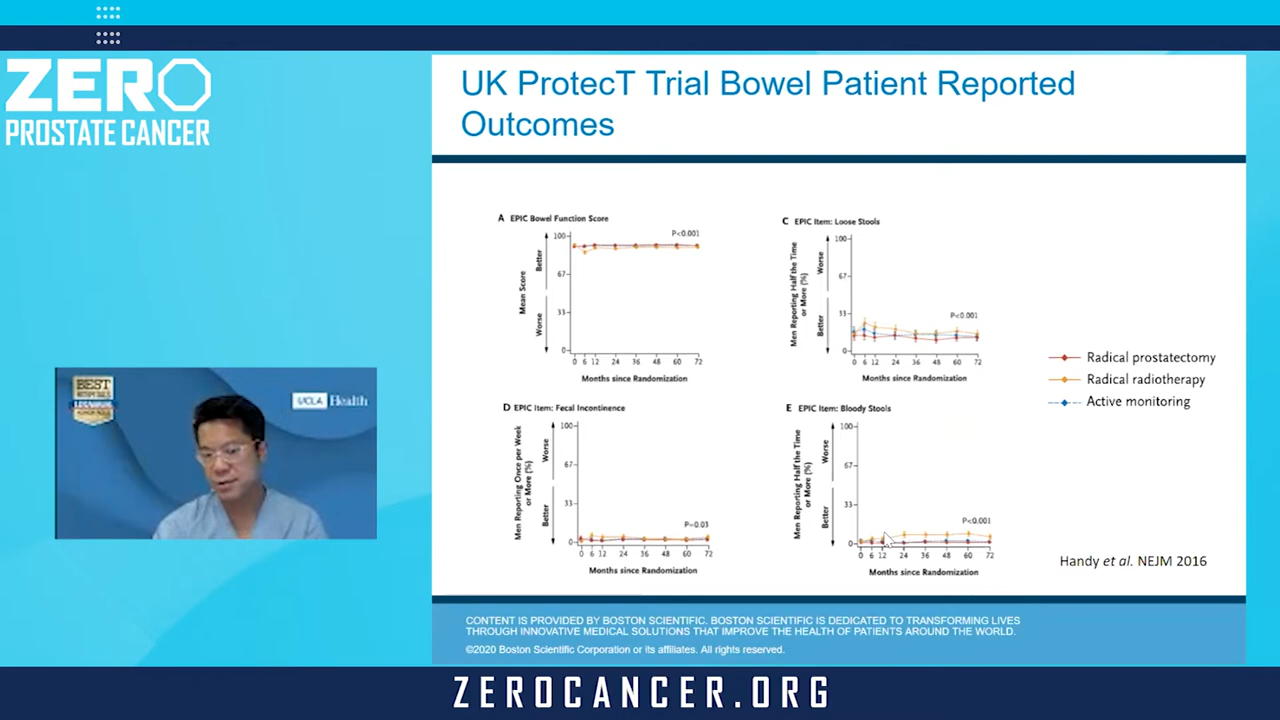 ZERO
PROSTATE CANCER
UK ProtecT Trial Bowel Patient Reported
Outcomes
A EPIC Bowel Function Score
P<0.001
100
67
33
0
Better
Worse
Mean Score
0 6 12 24 36 48 60 72
Months since Randomization
C EPIC Item: Loose Stools
P<0.001
100
67
33
0
Worse
Better
Men Reporting Half the Time
or More (%)
0 6 12 24 36 48 60 72
Months since Randomization
Radical prostatectomy
Radical radiotherapy
Active monitoring
D EPIC Item: Fecal Incontinence
P=0.03
100
67
33
0
Worse
Better
Men Reporting Once per Week
or More (%)
0 6 12 24 36 48 60 72
Months since Randomization
E EPIC Item: Bloody Stools
P<0.001
100
67
33
0
Worse
Better
Men Reporting Half the Time
or More (%)
0 6 12 24 36 48 60 72
Months since Randomization
Handy et al. NEJM 2016
BEST
HOSPITALS
UCLA Health
CONTENT IS PROVIDED BY BOSTON SCIENTIFIC. BOSTON SCIENTIFIC IS DEDICATED TO TRANSFORMING LIVES
THROUGH INNOVATIVE MEDICAL SOLUTIONS THAT IMPROVE THE HEALTH OF PATIENTS AROUND THE WORLD.
©2020 Boston Scientific Corporation or its affiliates. All rights reserved.
ZEROCANCER.ORG